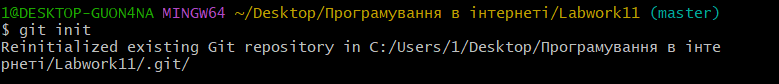 1@DESKTOP-GUON4NA MINGW64 ~/Desktop/Програмування в інтернеті/Labwork11 (master)
$ git init
Reinitialized existing Git repository in C:/Users/1/Desktop/Програмування в інте
рнеті/Labwork11/.git/